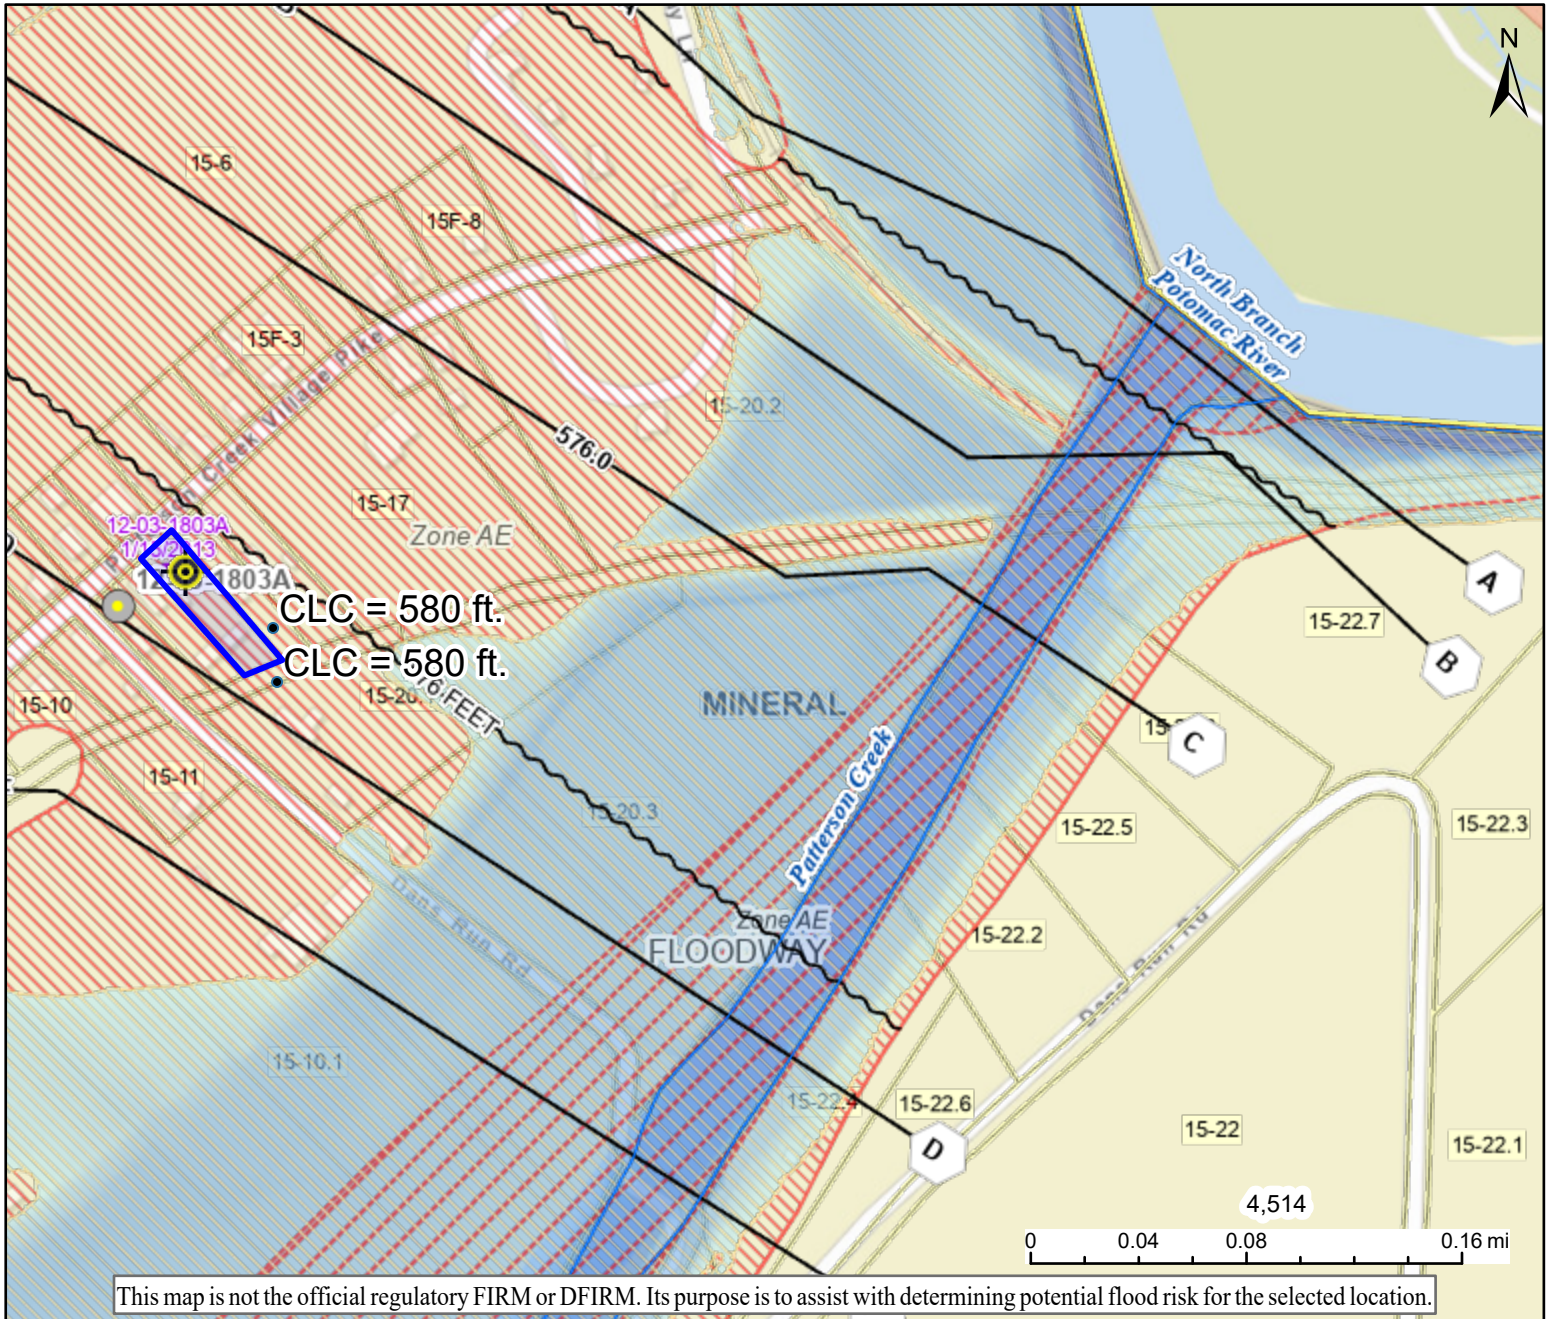 N
15-6
15F-8
North Branch
Potomac River
15F-3
Creek Village Pike
15-20.2
576.0
15-17
Zone AE
12-03-1803A
CLC = 580 ft.
CLC = 580 ft.
A
15-22.7
B
15-10
FEET
MINERAL
C
15-11
Patterson Creek
15-20.3
15-22.5
15-22.3
Dans Run Rd
Zone AE
FLOODWAY
15-22.2
Dans Run Rd
15-10.1
15-22.4
15-22.6
15-22
15-22.1
D
4,514
0 0.04 0.08 0.16 mi
This map is not the official regulatory FIRM or DFIRM. Its purpose is to assist with determining potential flood risk for the selected location.